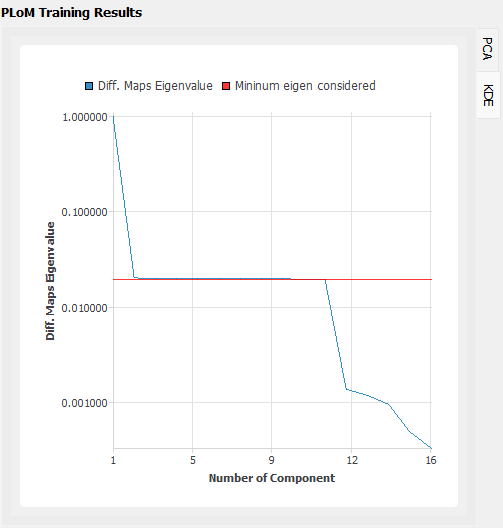 PLoM Training Results
PCA
KDE
Diff. Maps Eigenvalue
Mininum eigen considered
1.000000
0.100000
0.010000
0.001000
Diff. Maps Eigenvalue
1 5 9 12 16
Number of Component